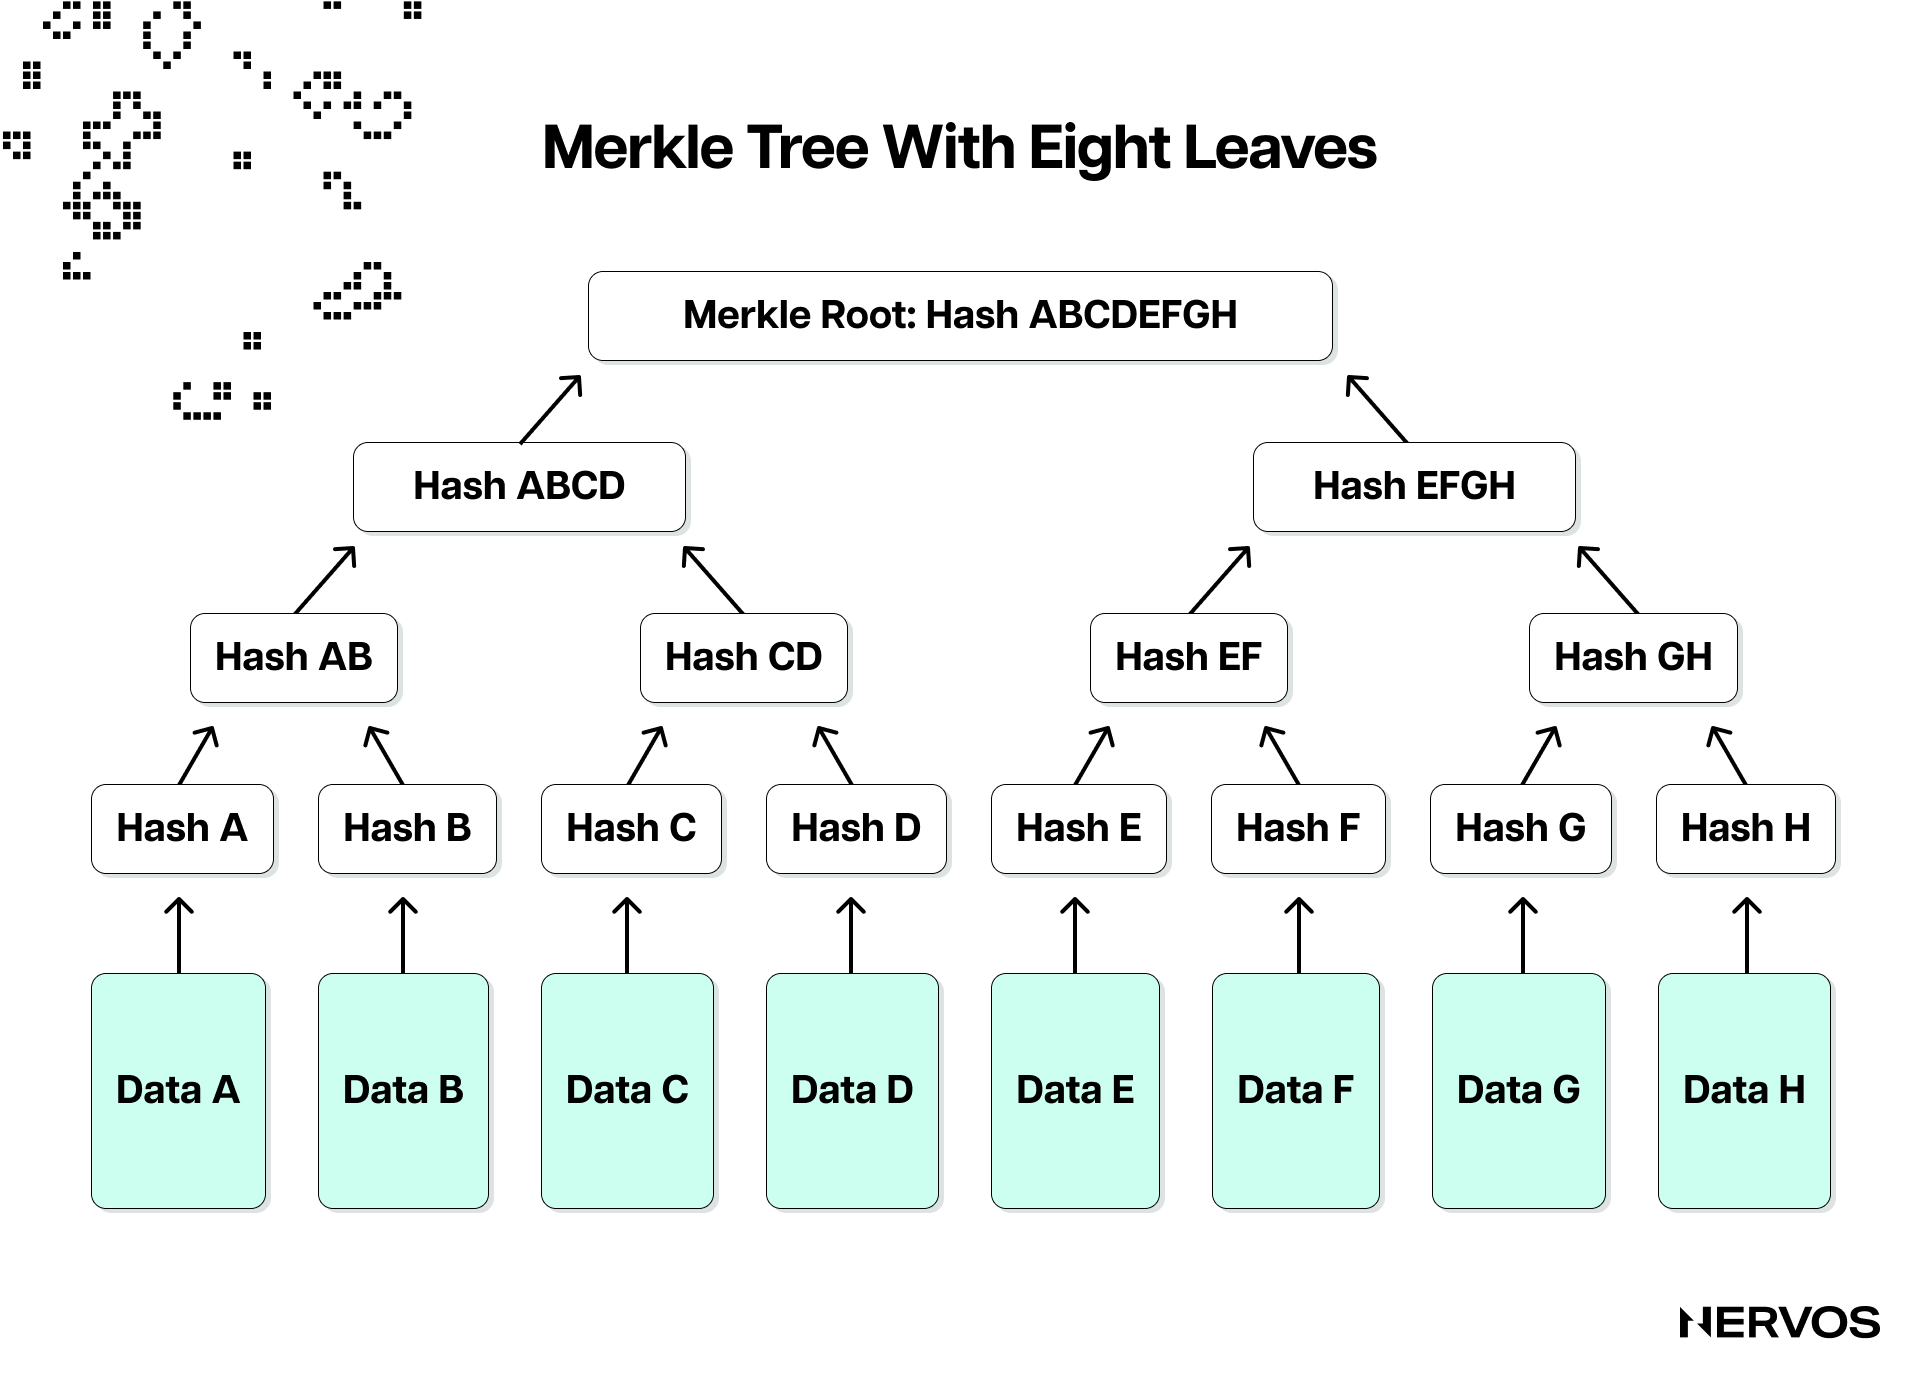 Merkle Tree With Eight Leaves
Merkle Root: Hash ABCDEFGH
Hash ABCD
Hash EFGH
Hash AB
Hash CD
Hash EF
Hash GH
Hash A
Hash B
Hash C
Hash D
Hash E
Hash F
Hash G
Hash H
Data A
Data B
Data C
Data D
Data E
Data F
Data G
Data H
NERVOS